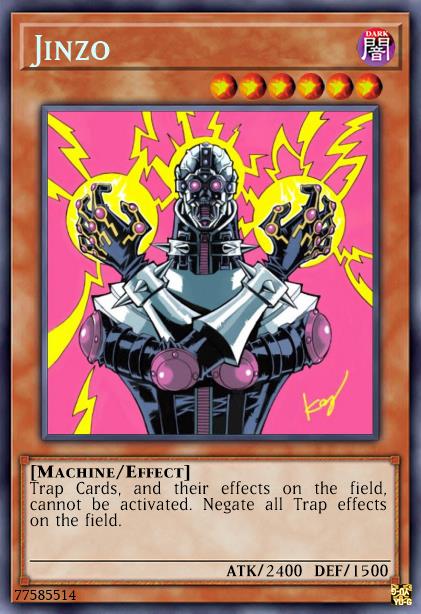 Jinzo
DARK
闇
[Machine/Effect]
Trap Cards, and their effects on the field,
cannot be activated. Negate all Trap effects
on the field.
ATK/2400 DEF/1500
77585514